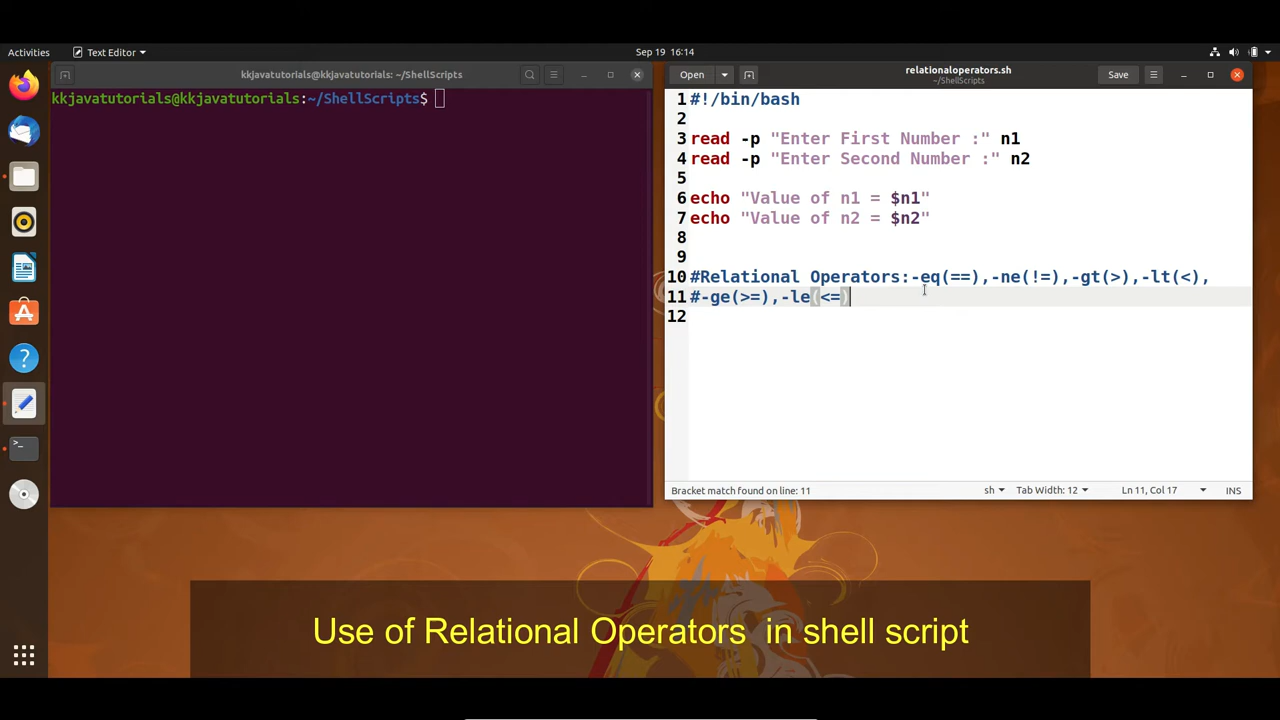 Activities
Text Editor
Sep 19 16:14
kkjavatutorials@kkjavatutorials: ~/ShellScripts
kkjavatutorials@kkjavatutorials:~/ShellScripts$
Open
relationaloperators.sh
~/ShellScripts
Save
1 #!/bin/bash
2
3 read -p "Enter First Number :" n1
4 read -p "Enter Second Number :" n2
5
6 echo "Value of n1 = $n1"
7 echo "Value of n2 = $n2"
8
9
10 #Relational Operators:-eq(==),-ne(!=),-gt(>),-lt(<),
11 #-ge(>=),-le(<=)
12
Bracket match found on line: 11
sh
Tab Width: 12
Ln 11, Col 17
INS
Use of Relational Operators in shell script